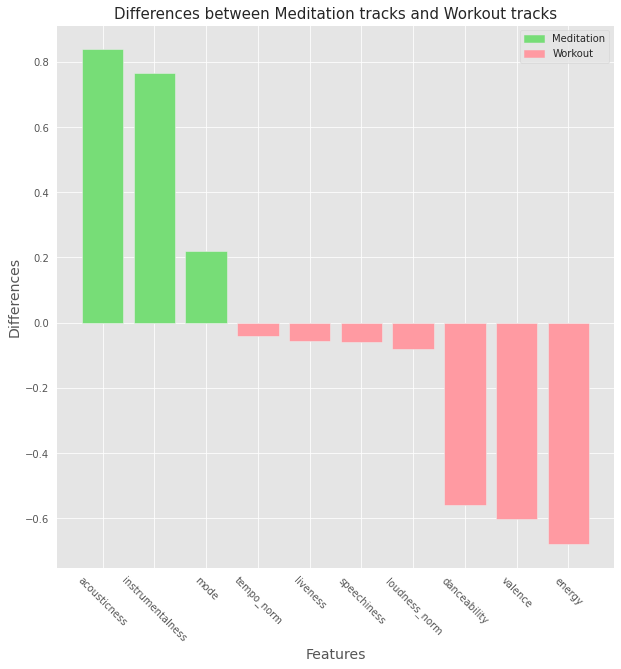 Differences between Meditation tracks and Workout tracks
Meditation
Workout
Differences
0.8
0.6
0.4
0.2
0.0
−0.2
−0.4
−0.6
acousticness
instrumentalness
mode
tempo_norm
liveness
speechiness
loudness_norm
danceability
valence
energy
Features